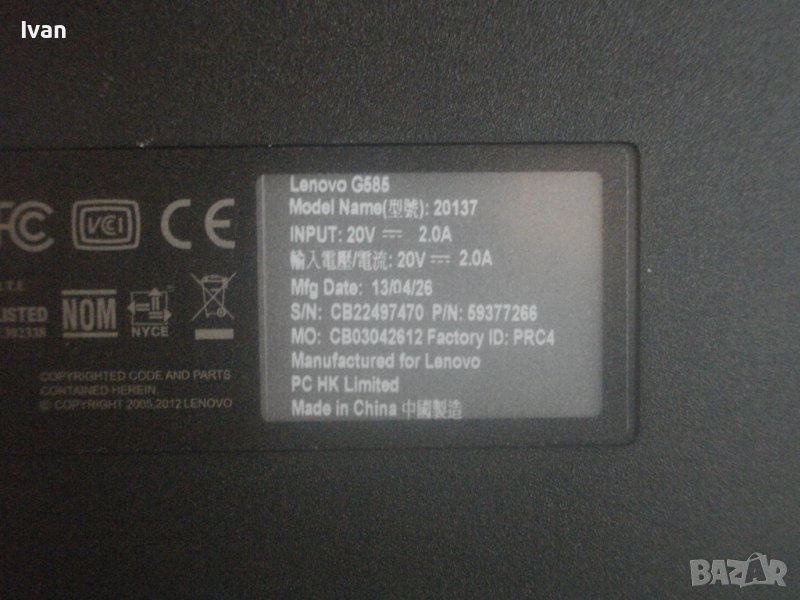 Ivan
FC
VCI
CE
LISTED
NOM
NYCE
COPYRIGHTED CODE AND PARTS
CONTAINED HEREIN.
© COPYRIGHT 2005,2012 LENOVO
Lenovo G585
Model Name(型號): 20137
INPUT: 20V ⎓ 2.0A
輸入電壓/電流: 20V ⎓ 2.0A
Mfg Date: 13/04/26
S/N: CB22497470 P/N: 59377266
MO: CB03042612 Factory ID: PRC4
Manufactured for Lenovo
PC HK Limited
Made in China 中國製造
BAZAR